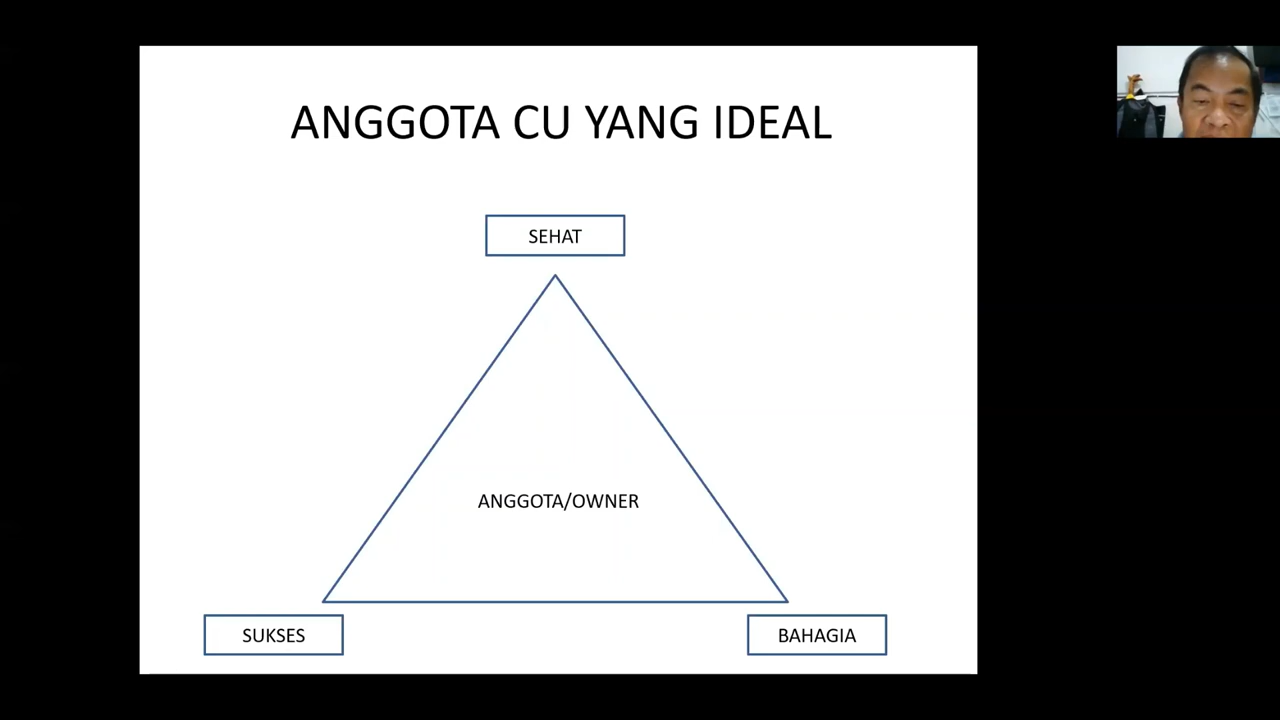 ANGGOTA CU YANG IDEAL
SEHAT
ANGGOTA/OWNER
SUKSES
BAHAGIA